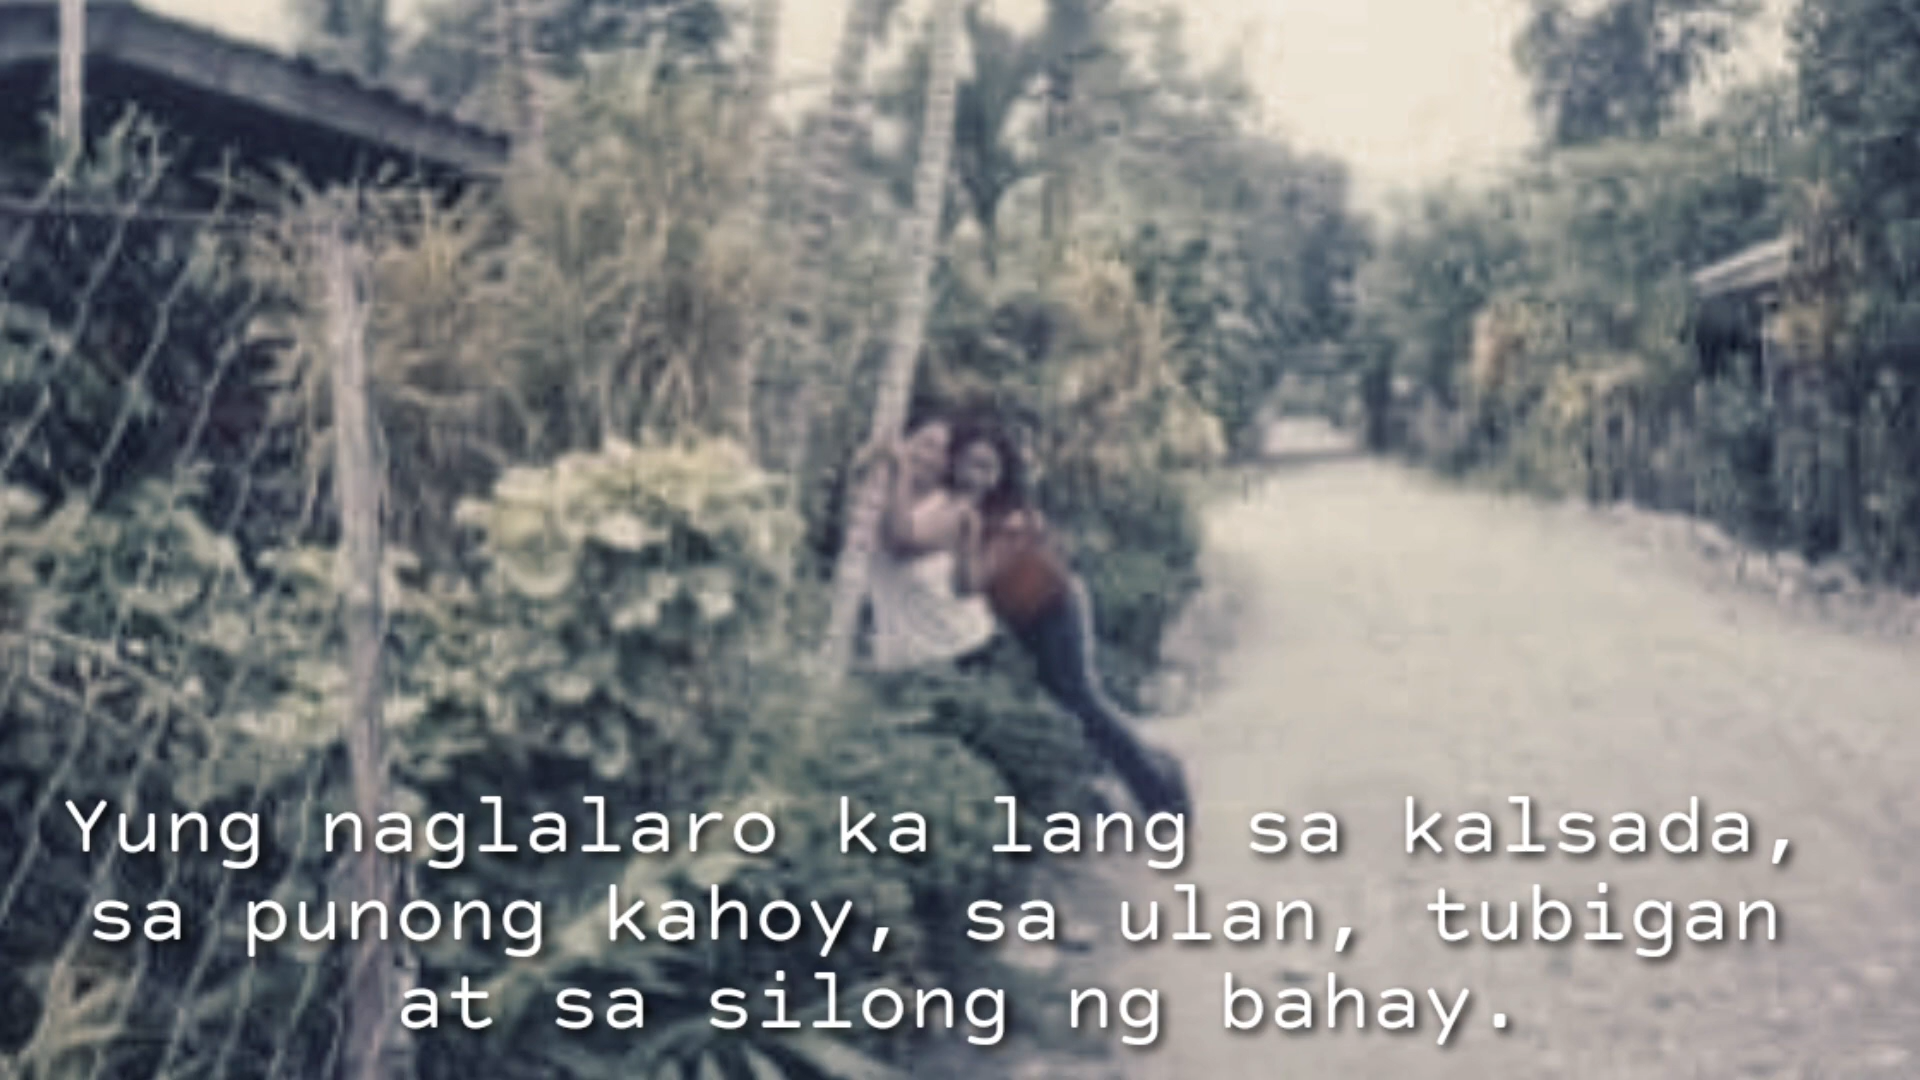 Yung naglalaro ka lang sa kalsada,
sa punong kahoy, sa ulan, tubigan
at sa silong ng bahay.